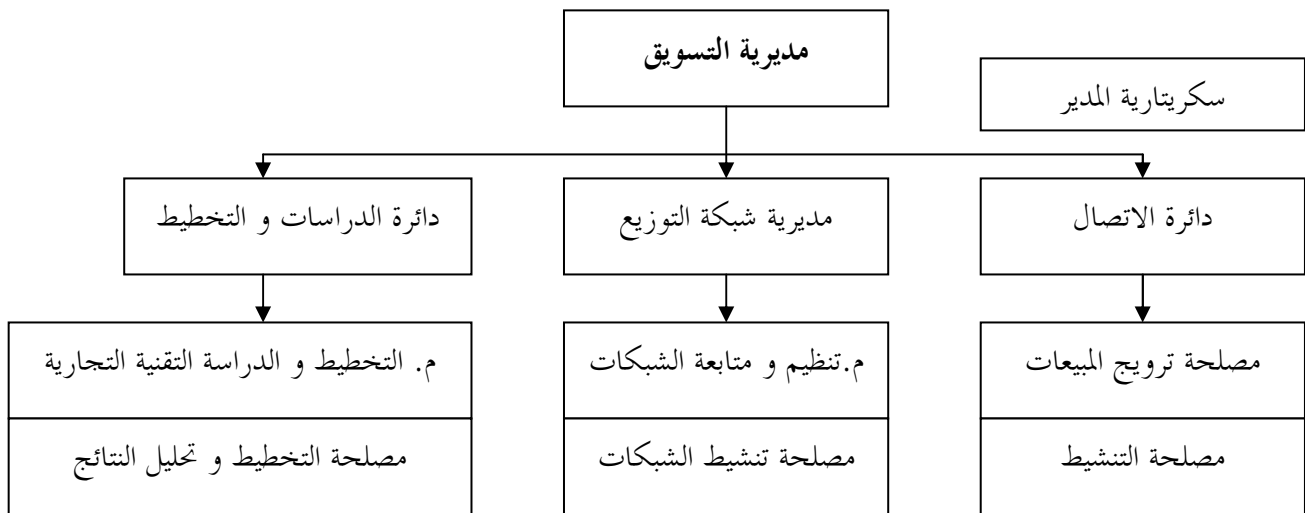 مديرية التسويق
سكريتارية المدير
دائرة الاتصال
مديرية شبكة التوزيع
دائرة الدراسات و التخطيط
مصلحة ترويج المبيعات
م.تنظيم و متابعة الشبكات
م. التخطيط و الدراسة التقنية التجارية
مصلحة التنشيط
مصلحة تنشيط الشبكات
مصلحة التخطيط و تحليل النتائج